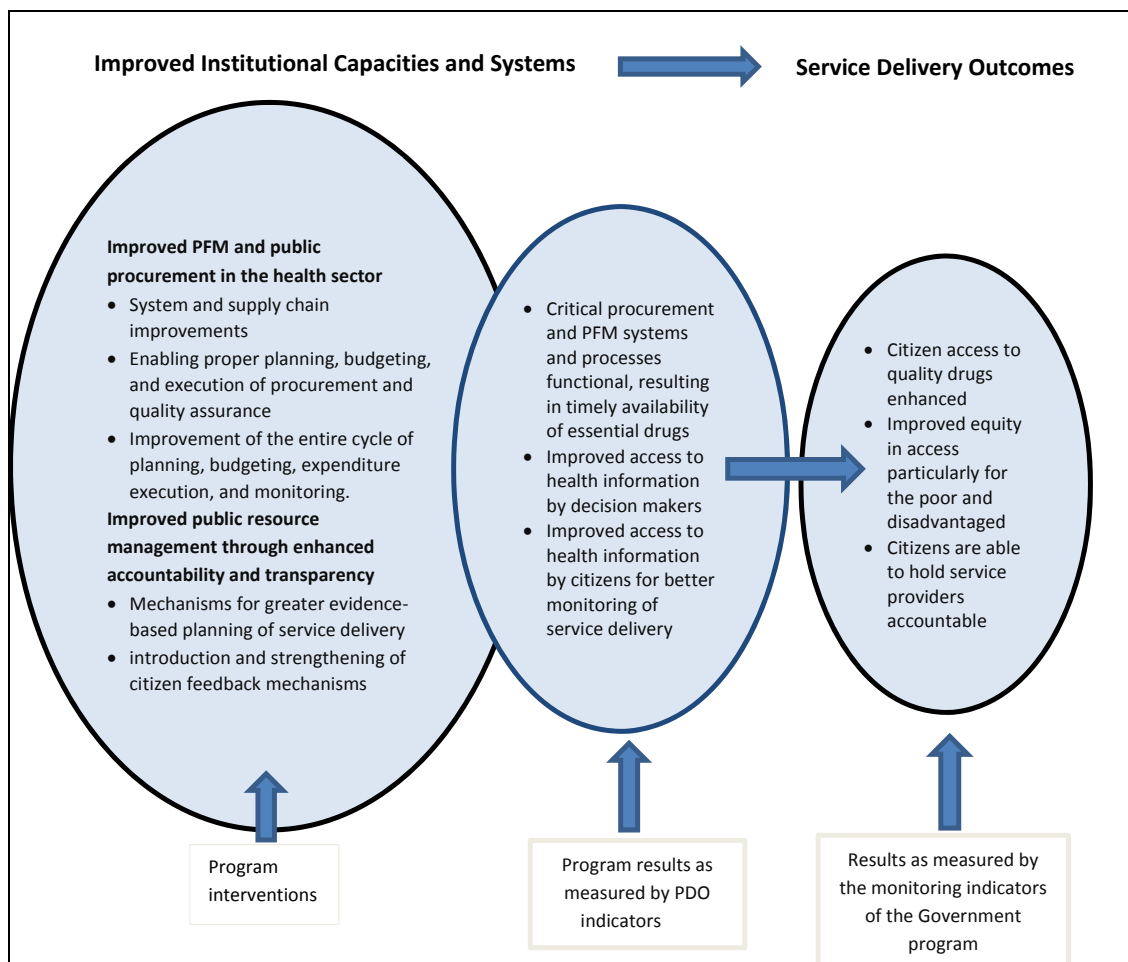 Improved Institutional Capacities and Systems
Service Delivery Outcomes
Improved PFM and public
procurement in the health sector
• System and supply chain
improvements
• Enabling proper planning, budgeting,
and execution of procurement and
quality assurance
• Improvement of the entire cycle of
planning, budgeting, expenditure
execution, and monitoring.
Improved public resource
management through enhanced
accountability and transparency
• Mechanisms for greater evidence-
based planning of service delivery
• introduction and strengthening of
citizen feedback mechanisms
• Critical procurement
and PFM systems
and processes
functional, resulting
in timely availability
of essential drugs
• Improved access to
health information
by decision makers
• Improved access to
health information
by citizens for better
monitoring of
service delivery
• Citizen access to
quality drugs
enhanced
• Improved equity
in access
particularly for
the poor and
disadvantaged
• Citizens are able
to hold service
providers
accountable
Program
interventions
Program results as
measured by PDO
indicators
Results as measured by
the monitoring indicators
of the Government
program